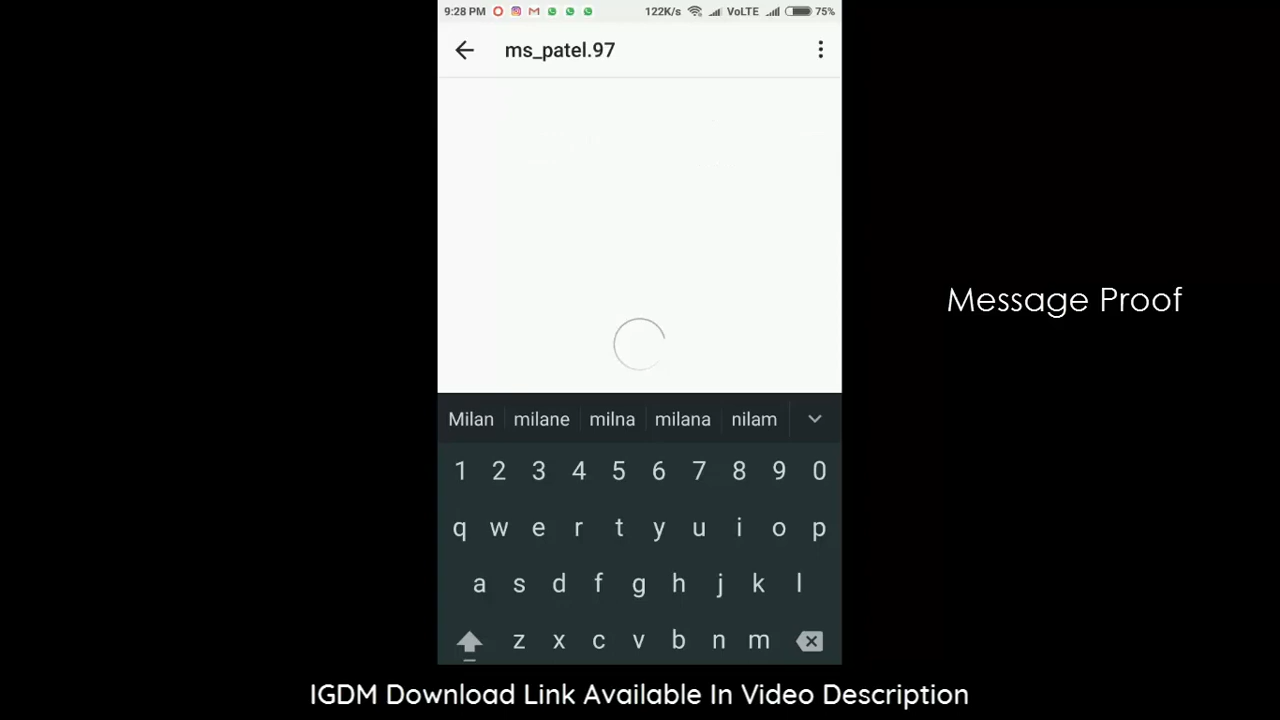 9:28 PM 122K/s VoLTE 75%
ms_patel.97
Message Proof
Milan milane milna milana nilam
1 2 3 4 5 6 7 8 9 0
q w e r t y u i o p
a s d f g h j k l
z x c v b n m
IGDM Download Link Available In Video Description